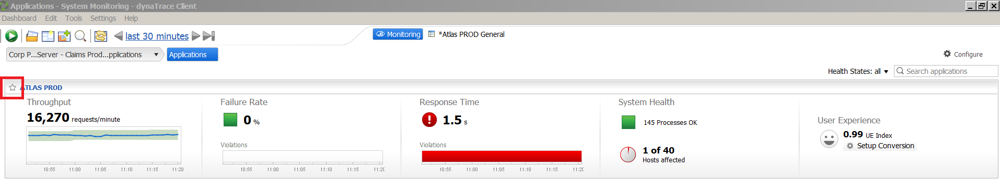 Applications - System Monitoring - dynaTrace Client
Dashboard Edit Tools Settings Help
last 30 minutes
Monitoring *Atlas PROD General
Corp P...Server - Claims Prod...pplications Applications
Configure
Health States: all Search applications
ATLAS PROD
Throughput
16,270 requests/minute
10:55 11:00 11:05 11:10 11:15 11:20
Failure Rate
0 %
Violations
10:55 11:00 11:05 11:10 11:15 11:20
Response Time
1.5 s
Violations
10:55 11:00 11:05 11:10 11:15 11:20
System Health
145 Processes OK
1 of 40
Hosts affected
User Experience
0.99 UE Index
Setup Conversion